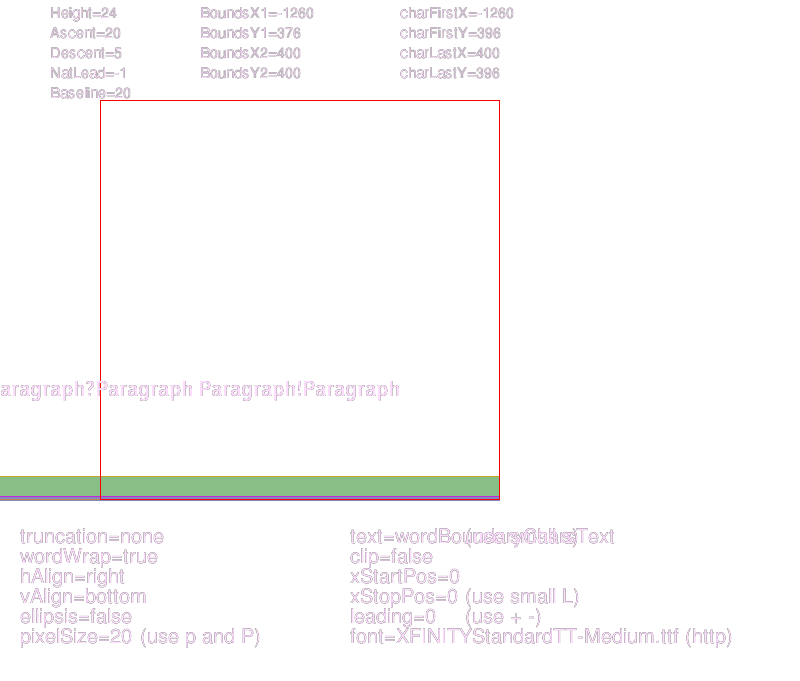 Height=24 BoundsX1=-1260 charFirstX=-1260
Ascent=20 BoundsY1=376 charFirstY=396
Descent=5 BoundsX2=400 charLastX=400
NatLead=-1 BoundsY2=400 charLastY=396
Baseline=20
aragraph?Paragraph Paragraph!Paragraph
truncation=none text=wordBoundaryCharsText (use small s)
wordWrap=true clip=false
hAlign=right xStartPos=0
vAlign=bottom xStopPos=0 (use small L)
ellipsis=false leading=0 (use + -)
pixelSize=20 (use p and P) font=XFINITYStandardTT-Medium.ttf (http)